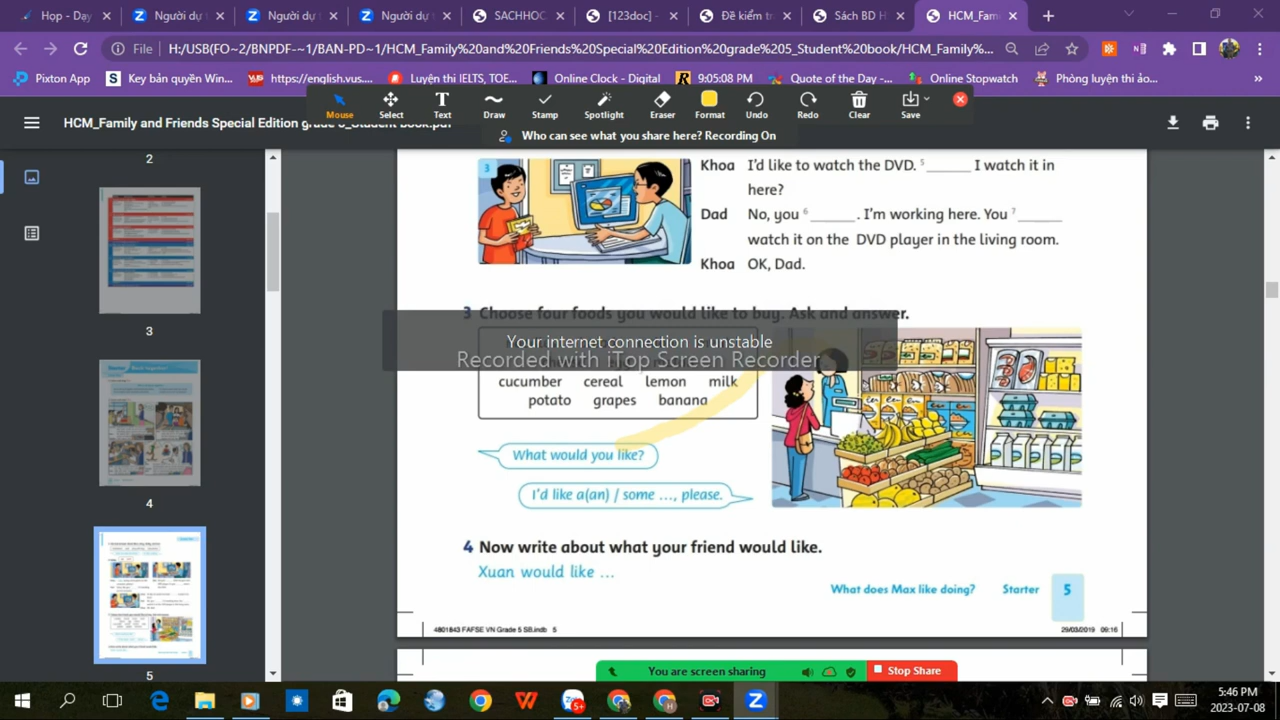 Họp - Dạy
Người dự
Người dự
Người dự
SACHHOC
[123doc] -
Đề kiểm tr
Sách BD H
HCM_Fami
File
H:/USB(FO~2/BNPDF-~1/BAN-PD~1/HCM_Family%20and%20Friends%20Special%20Edition%20grade%205_Student%20book/HCM_Family%...
Pixton App
Key bản quyền Win...
https://english.vus....
Luyện thi IELTS, TOE...
Online Clock - Digital
9:05:08 PM
Quote of the Day -...
Online Stopwatch
Phòng luyện thi ảo...
»
Mouse
Select
Text
Draw
Stamp
Spotlight
Eraser
Format
Undo
Redo
Clear
Save
Who can see what you share here? Recording On
HCM_Family and Friends Special Edition grade 5_Student book.pdf
2
3
4
5
3
Khoa I'd like to watch the DVD. 5______ I watch it in
here?
Dad No, you 6______. I'm working here. You 7______
watch it on the DVD player in the living room.
Khoa OK, Dad.
3 Choose four foods you would like to buy. Ask and answer.
Your internet connection is unstable
Recorded with iTop Screen Recorder
cucumber cereal lemon milk
potato grapes banana
What would you like?
I'd like a(an) / some ..., please.
4 Now write about what your friend would like.
Xuan would like ...
What does Max like doing? Starter 5
4801843 FAFSE VN Grade 5 SB.indb 5
29/03/2019 09:16
You are screen sharing
Stop Share
5+
5:46 PM
2023-07-08